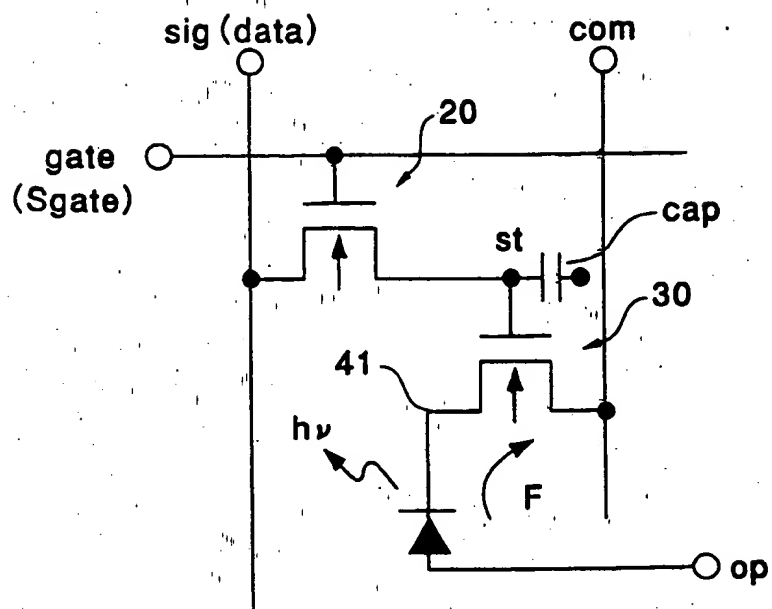 sig (data)
com
20
gate
(Sgate)
cap
st
30
41
hν
F
op